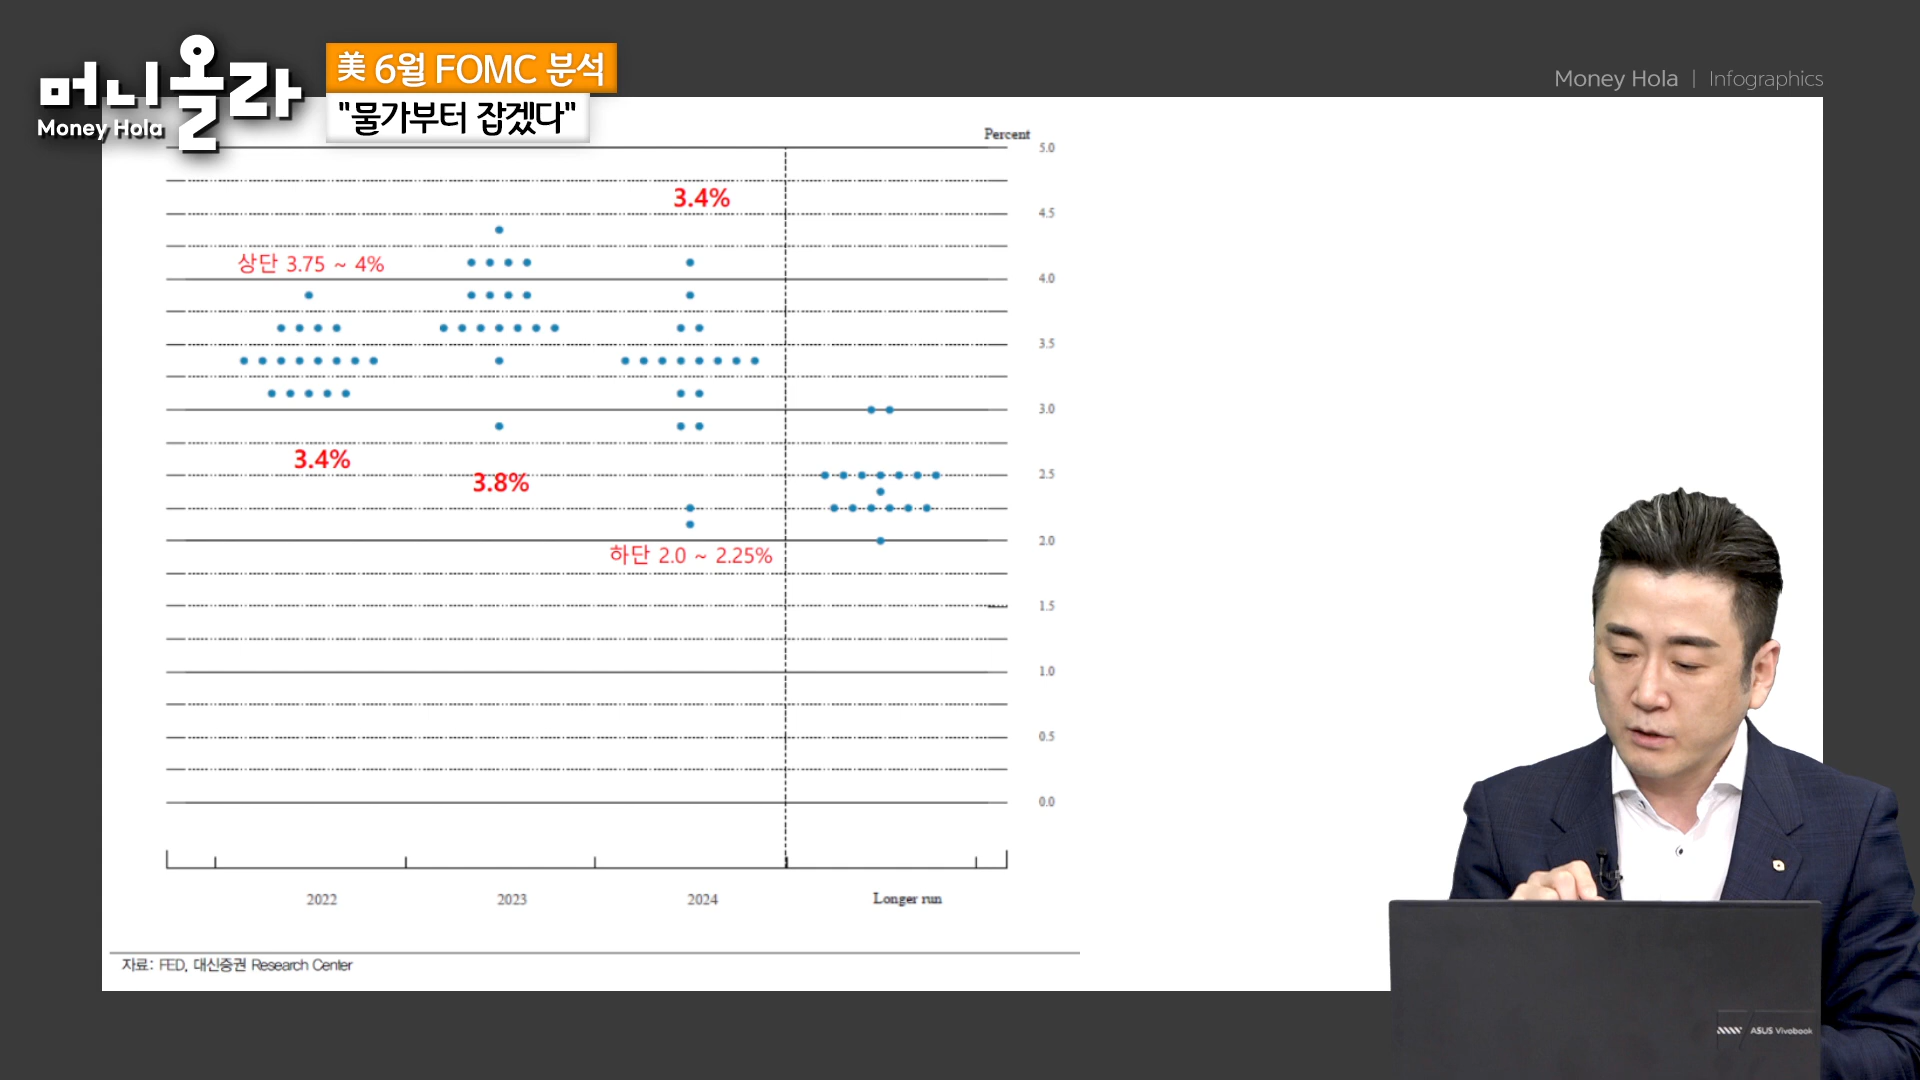 머니올라
Money Hola
美 6월 FOMC 분석
"물가부터 잡겠다"
Money Hola | Infographics
Percent
5.0
4.5
4.0
3.5
3.0
2.5
2.0
1.5
1.0
0.5
0.0
3.4%
상단 3.75 ~ 4%
3.4%
3.8%
하단 2.0 ~ 2.25%
2022
2023
2024
Longer run
자료: FED, 대신증권 Research Center
ASUS Vivobook